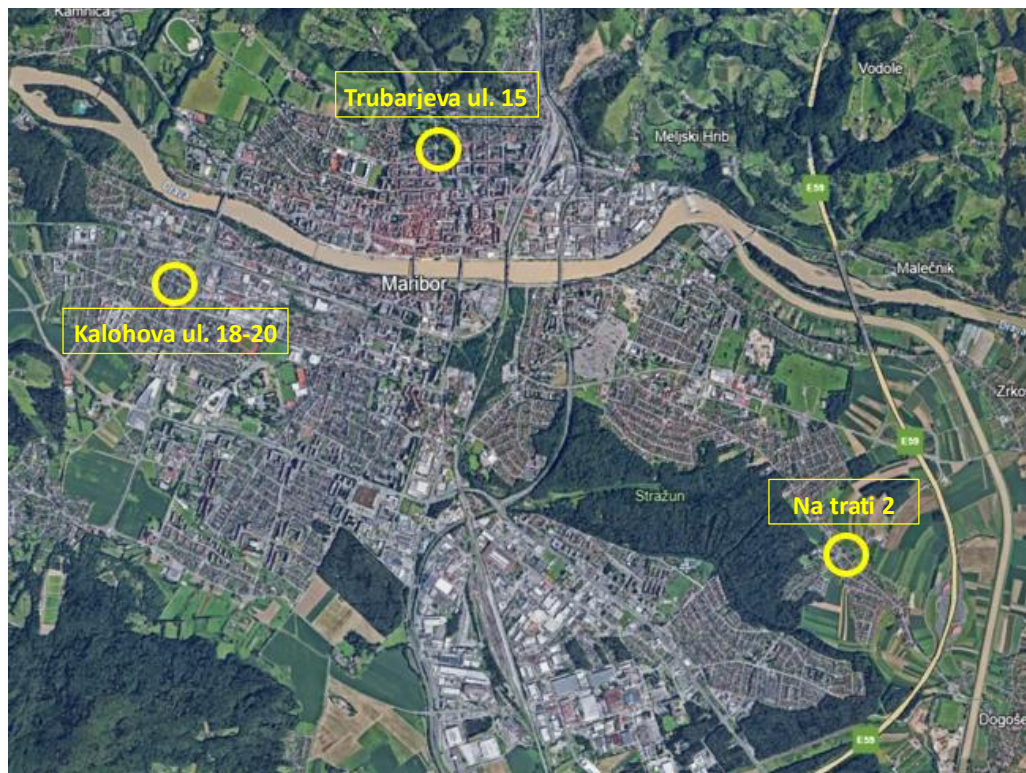 Kamnica
Trubarjeva ul. 15
Vodole
Meljski Hrib
E59
Drava
Malečnik
Maribor
Kalohova ul. 18-20
Zrko
E59
Stražun
Na trati 2
Dogoše
E59